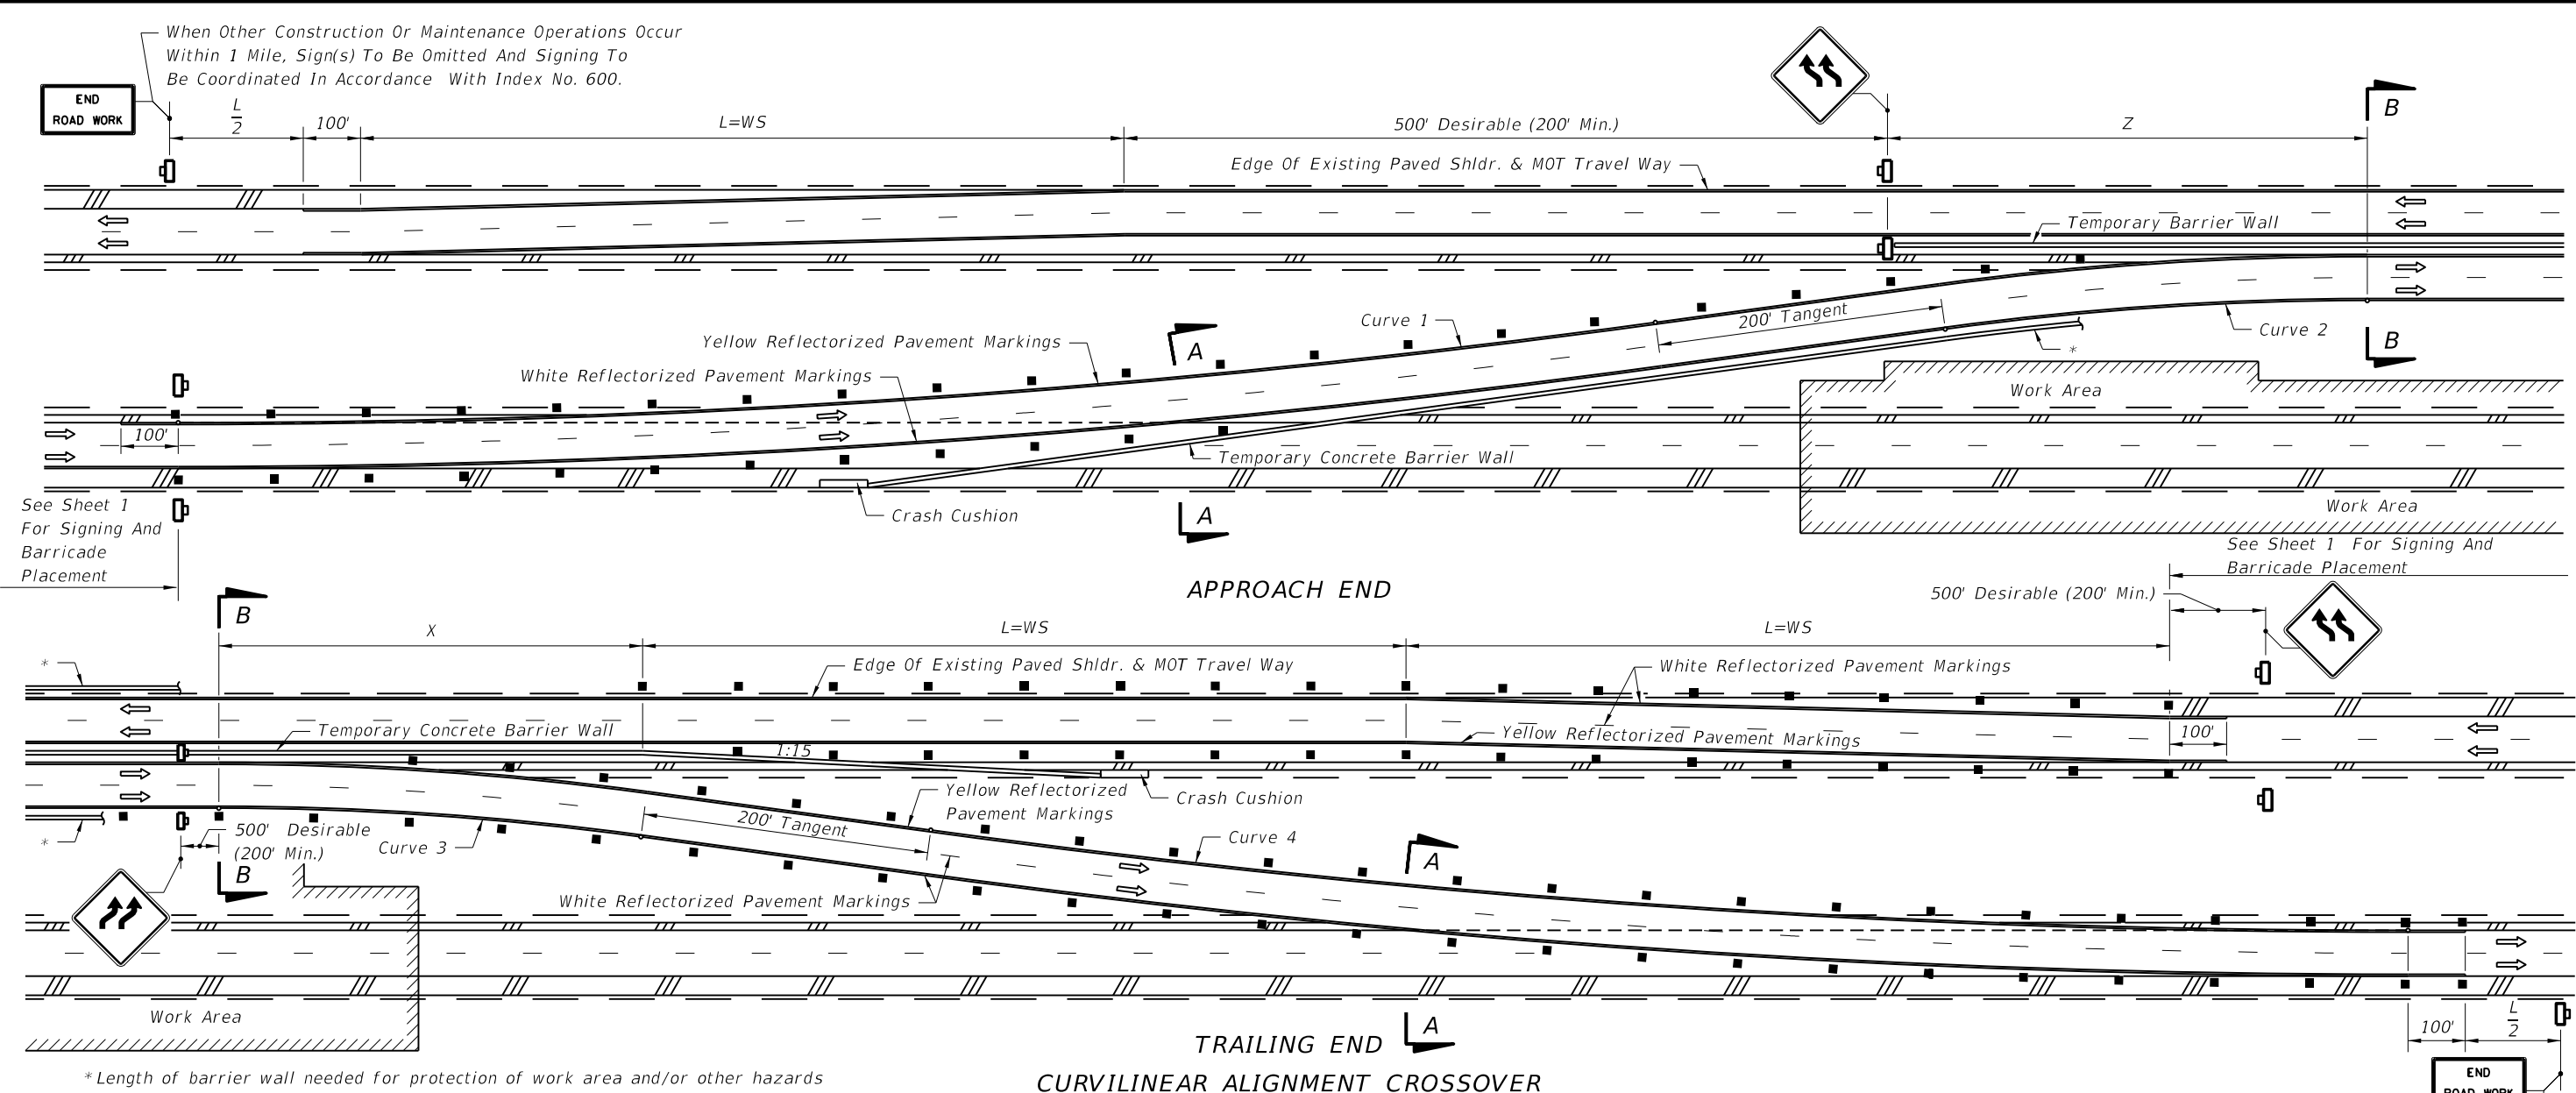 When Other Construction Or Maintenance Operations Occur
Within 1 Mile, Sign(s) To Be Omitted And Signing To
Be Coordinated In Accordance With Index No. 600.
END
ROAD WORK
L
2
100'
L=WS
500' Desirable (200' Min.)
Z
B
Edge Of Existing Paved Shldr. & MOT Travel Way
Temporary Barrier Wall
Curve 1
200' Tangent
Curve 2
B
*
Yellow Reflectorized Pavement Markings
A
White Reflectorized Pavement Markings
Work Area
100'
Temporary Concrete Barrier Wall
See Sheet 1
For Signing And
Barricade
Placement
Crash Cushion
A
Work Area
See Sheet 1 For Signing And
Barricade Placement
APPROACH END
500' Desirable (200' Min.)
B
X
L=WS
L=WS
*
Edge Of Existing Paved Shldr. & MOT Travel Way
White Reflectorized Pavement Markings
Temporary Concrete Barrier Wall
1:15
Yellow Reflectorized Pavement Markings
100'
Yellow Reflectorized
Pavement Markings
Crash Cushion
*
500' Desirable
(200' Min.)
Curve 3
200' Tangent
Curve 4
B
A
White Reflectorized Pavement Markings
Work Area
A
100'
L
2
TRAILING END
*Length of barrier wall needed for protection of work area and/or other hazards
CURVILINEAR ALIGNMENT CROSSOVER
END
ROAD WORK